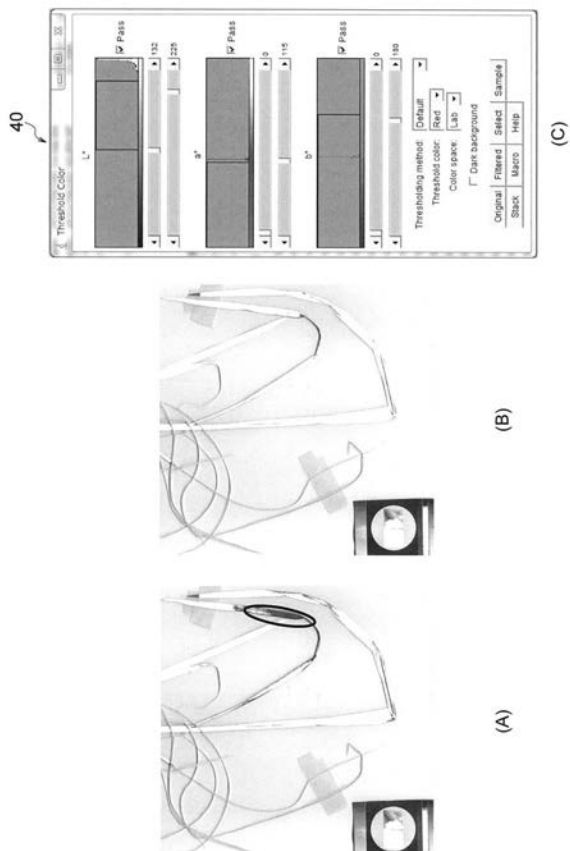 40
Threshold Color
L*
Pass
132
225
a*
Pass
0
115
b*
Pass
0
180
Thresholding method: Default
Threshold color: Red
Color space: Lab
Dark background
Original Filtered Select Sample
Stack Macro Help
(A)
(B)
(C)